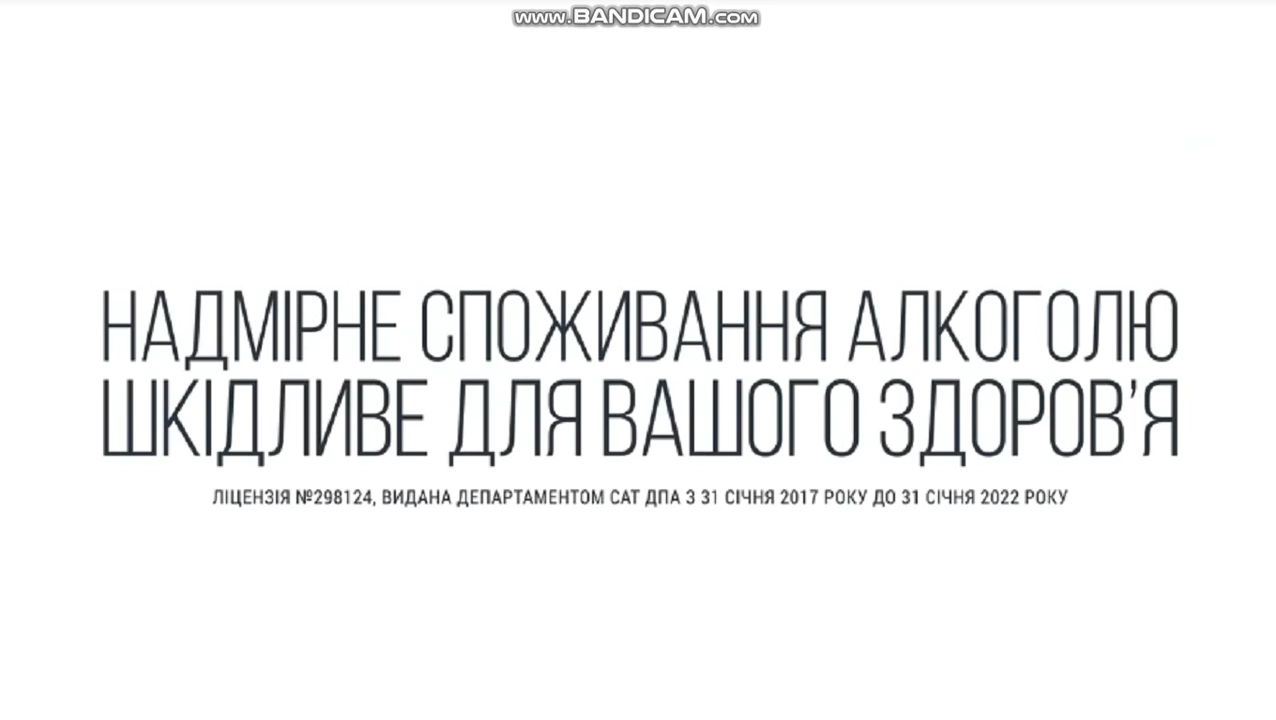 www.BANDICAM.com
НАДМІРНЕ СПОЖИВАННЯ АЛКОГОЛЮ
ШКІДЛИВЕ ДЛЯ ВАШОГО ЗДОРОВ’Я
ЛІЦЕНЗІЯ №298124, ВИДАНА ДЕПАРТАМЕНТОМ САТ ДПА З 31 СІЧНЯ 2017 РОКУ ДО 31 СІЧНЯ 2022 РОКУ